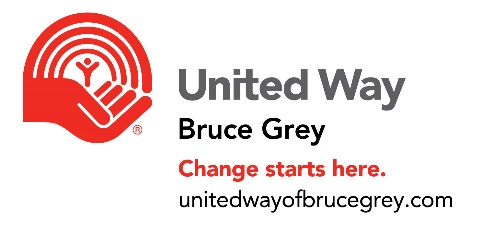 United Way
Bruce Grey
Change starts here.
unitedwayofbrucegrey.com
®